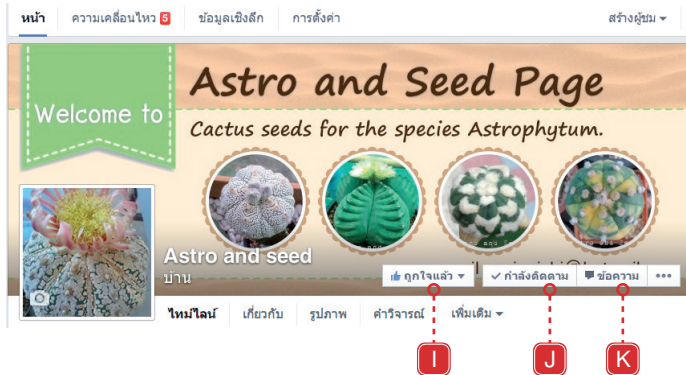 หน้า ความเคลื่อนไหว 5 ข้อมูลเชิงลึก การตั้งค่า สร้างผู้ชม
Welcome to
Astro and Seed Page
Cactus seeds for the species Astrophytum.
Astro and seed
บ้าน
ถูกใจแล้ว กำลังติดตาม ข้อความ •••
ไทม์ไลน์ เกี่ยวกับ รูปภาพ คำวิจารณ์ เพิ่มเติม
I J K